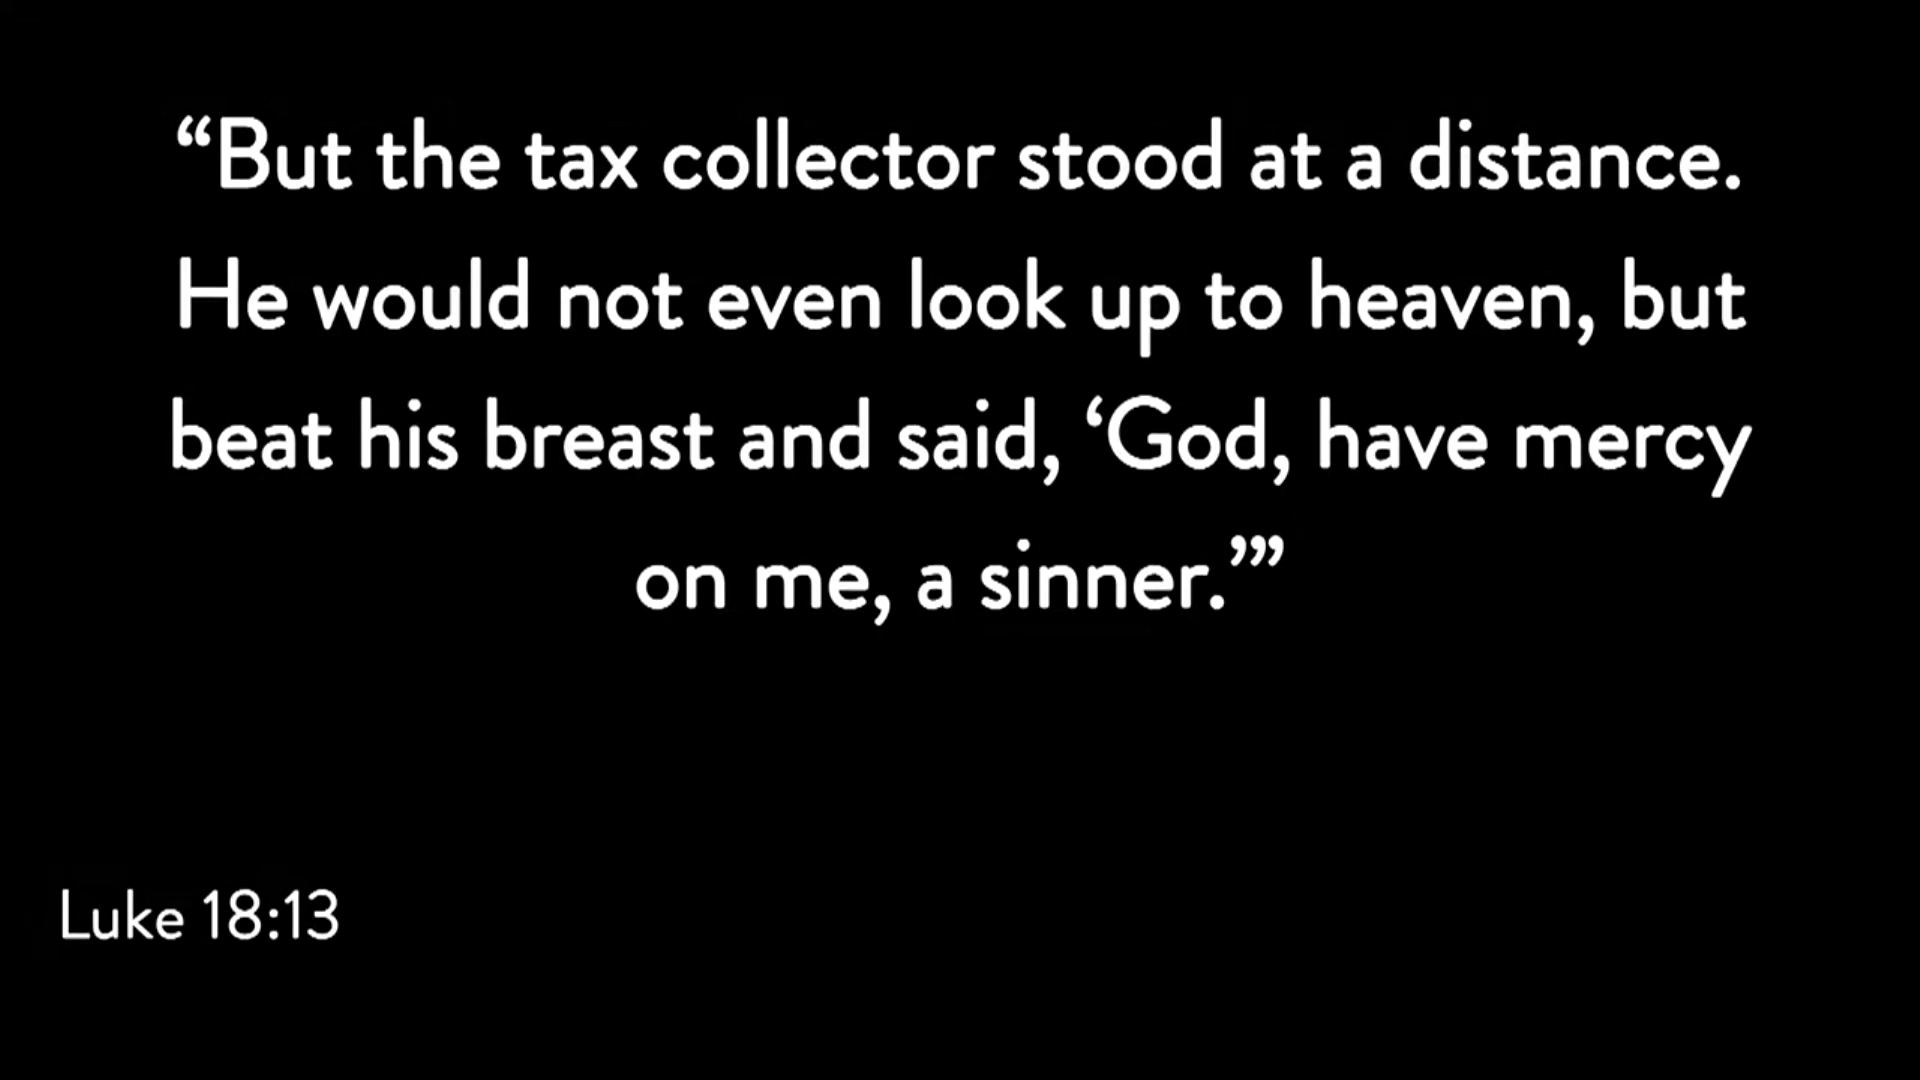 “But the tax collector stood at a distance.
He would not even look up to heaven, but
beat his breast and said, ‘God, have mercy
on me, a sinner.’”
Luke 18:13